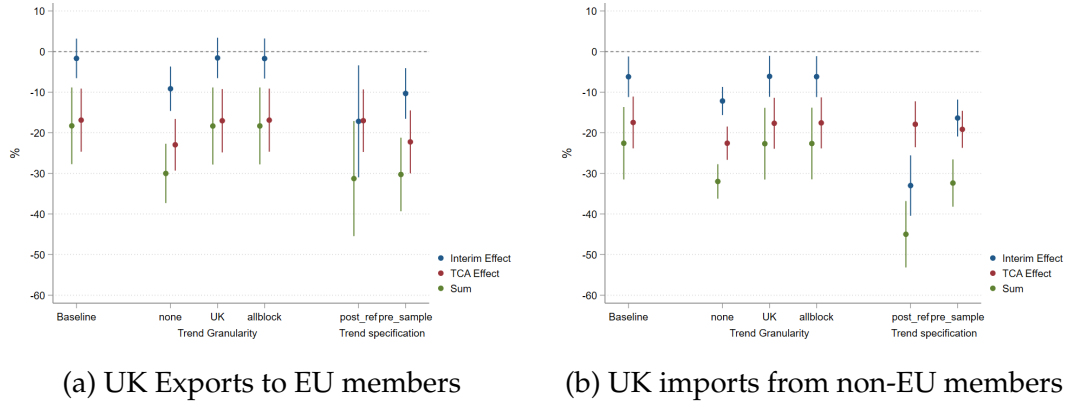 10
0
-10
-20
-30
-40
-50
-60
%
Interim Effect
TCA Effect
Sum
Baseline none UK allblock post_ref pre_sample
Trend Granularity Trend specification
(a) UK Exports to EU members
10
0
-10
-20
-30
-40
-50
-60
%
Interim Effect
TCA Effect
Sum
Baseline none UK allblock post_ref pre_sample
Trend Granularity Trend specification
(b) UK imports from non-EU members